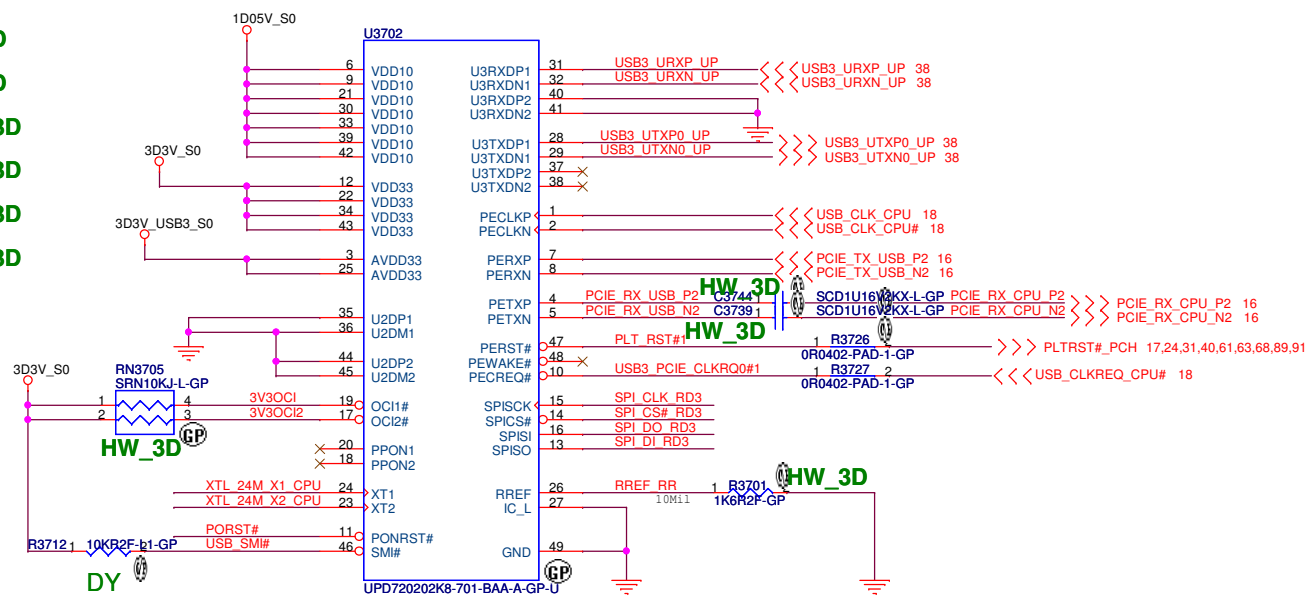 1D05V_S0
D
U3702
D
6 VDD10 U3RXDP1 31 USB3_URXP_UP USB3_URXP_UP 38
9 VDD10 U3RXDN1 32 USB3_URXN_UP USB3_URXN_UP 38
21 VDD10 U3RXDP2 40
30 VDD10 U3RXDN2 41
3D
33 VDD10
39 VDD10 U3TXDP1 28 USB3_UTXP0_UP USB3_UTXP0_UP 38
42 VDD10 U3TXDN1 29 USB3_UTXN0_UP USB3_UTXN0_UP 38
3D3V_S0
U3TXDP2 37
3D
12 VDD33 U3TXDN2 38
22 VDD33
3D
34 VDD33 PECLKP 1 USB_CLK_CPU 18
43 VDD33 PECLKN 2 USB_CLK_CPU# 18
3D3V_USB3_S0
3D
3 AVDD33 PERXP 7 PCIE_TX_USB_P2 16
25 AVDD33 PERXN 8 PCIE_TX_USB_N2 16
HW_3D
PETXP 4 PCIE_RX_USB_P2 C3744 1 SCD1U16V2KX-L-GP PCIE_RX_CPU_P2 PCIE_RX_CPU_P2 16
35 U2DP1 PETXN 5 PCIE_RX_USB_N2 C3739 1 SCD1U16V2KX-L-GP PCIE_RX_CPU_N2 PCIE_RX_CPU_N2 16
36 U2DM1
HW_3D
PERST# 47 PLT_RST#1 1 R3726 2 PLTRST#_PCH 17,24,31,40,61,63,68,89,91
0R0402-PAD-1-GP
44 U2DP2 PEWAKE# 48
45 U2DM2 PECREQ# 10 USB3_PCIE_CLKRQ0#1 1 R3727 2 USB_CLKREQ_CPU# 18
0R0402-PAD-1-GP
3D3V_S0
RN3705
SRN10KJ-L-GP
1 4 3V3OCI 19 OCI1# SPISCK 15 SPI_CLK_RD3
2 3 3V3OCI2 17 OCI2# SPICS# 14 SPI_CS#_RD3
GP
SPISI 16 SPI_DO_RD3
HW_3D
20 PPON1 SPISO 13 SPI_DI_RD3
18 PPON2
HW_3D
XTL_24M_X1_CPU 24 XT1 RREF 26 RREF_RR 1 R3701
10Mil 1K6R2F-GP
XTL_24M_X2_CPU 23 XT2 IC_L 27
PORST# 11 PONRST#
R3712 1 10KR2F-L1-GP USB_SMI# 46 SMI# GND 49
GP
DY
UPD720202K8-701-BAA-A-GP-U